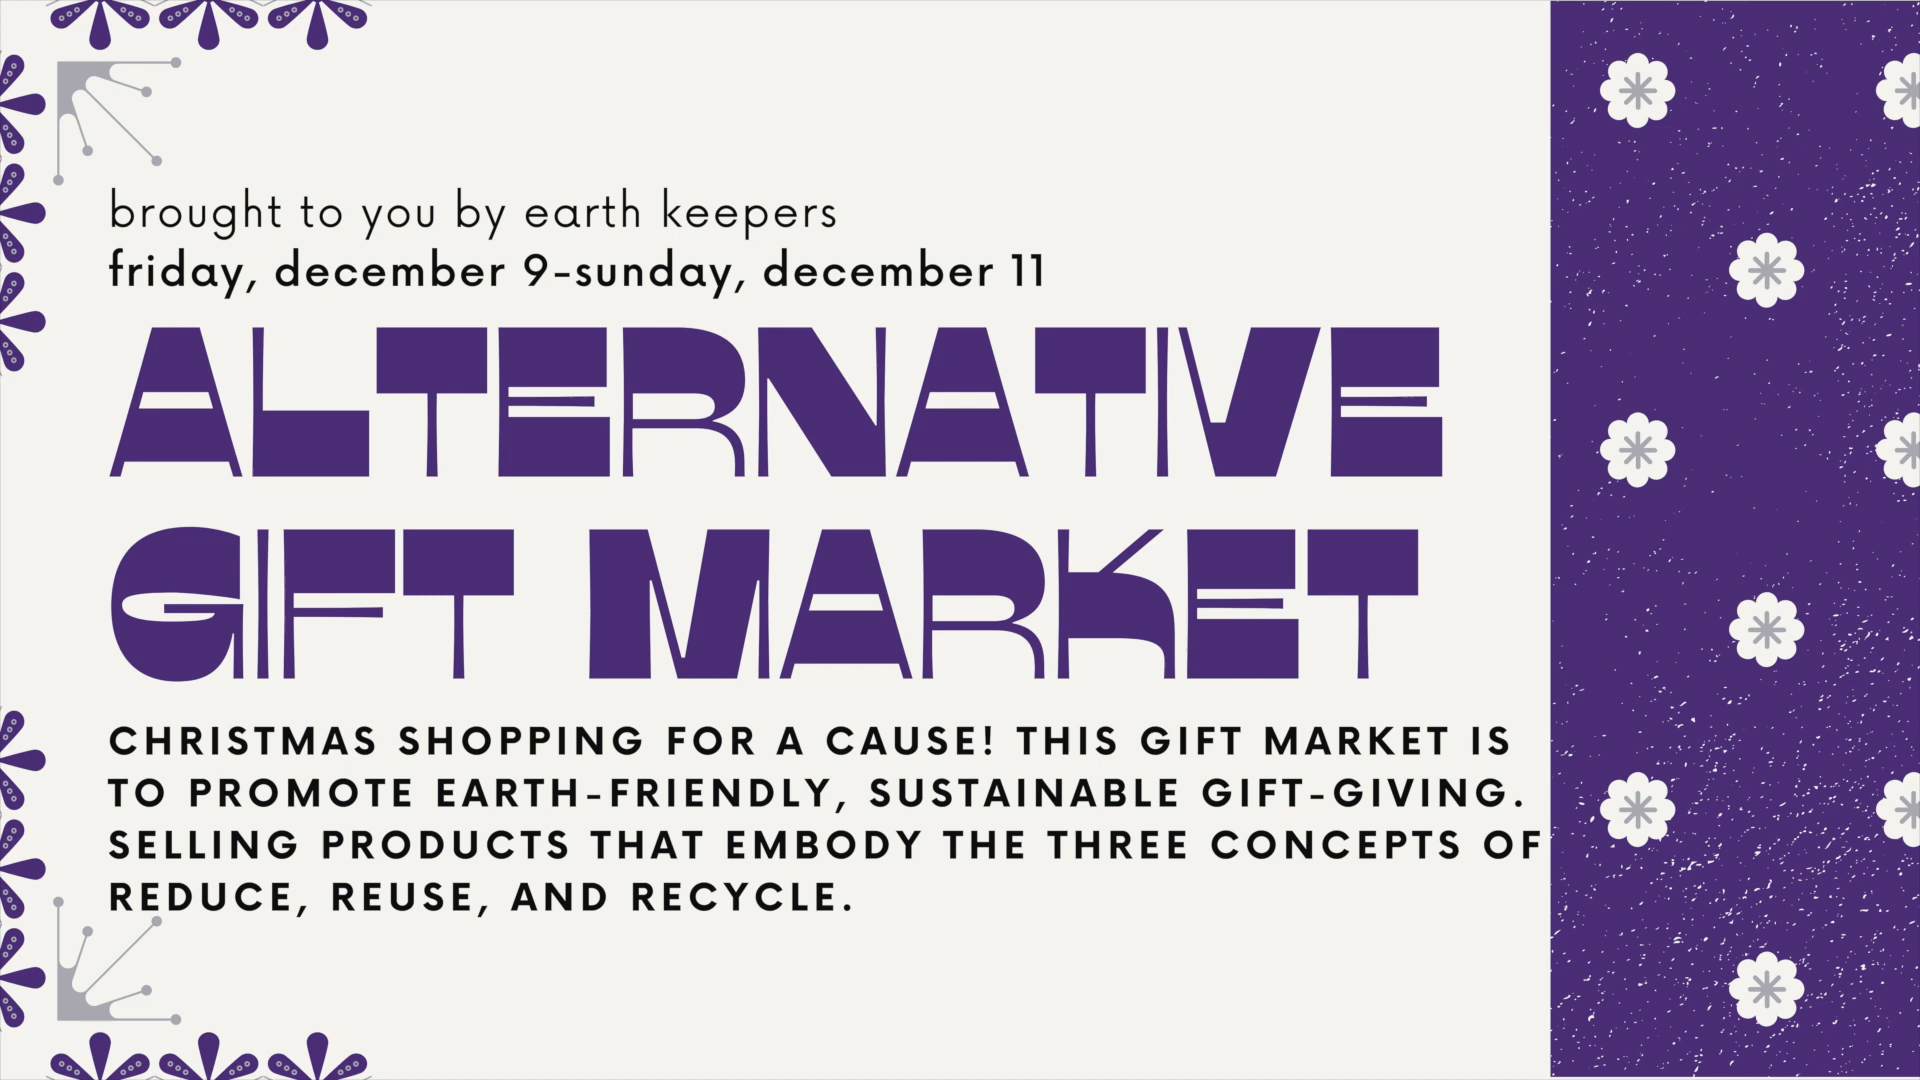 brought to you by earth keepers
friday, december 9-sunday, december 11
ALTERNATIVE
GIFT MARKET
CHRISTMAS SHOPPING FOR A CAUSE! THIS GIFT MARKET IS
TO PROMOTE EARTH-FRIENDLY, SUSTAINABLE GIFT-GIVING.
SELLING PRODUCTS THAT EMBODY THE THREE CONCEPTS OF
REDUCE, REUSE, AND RECYCLE.